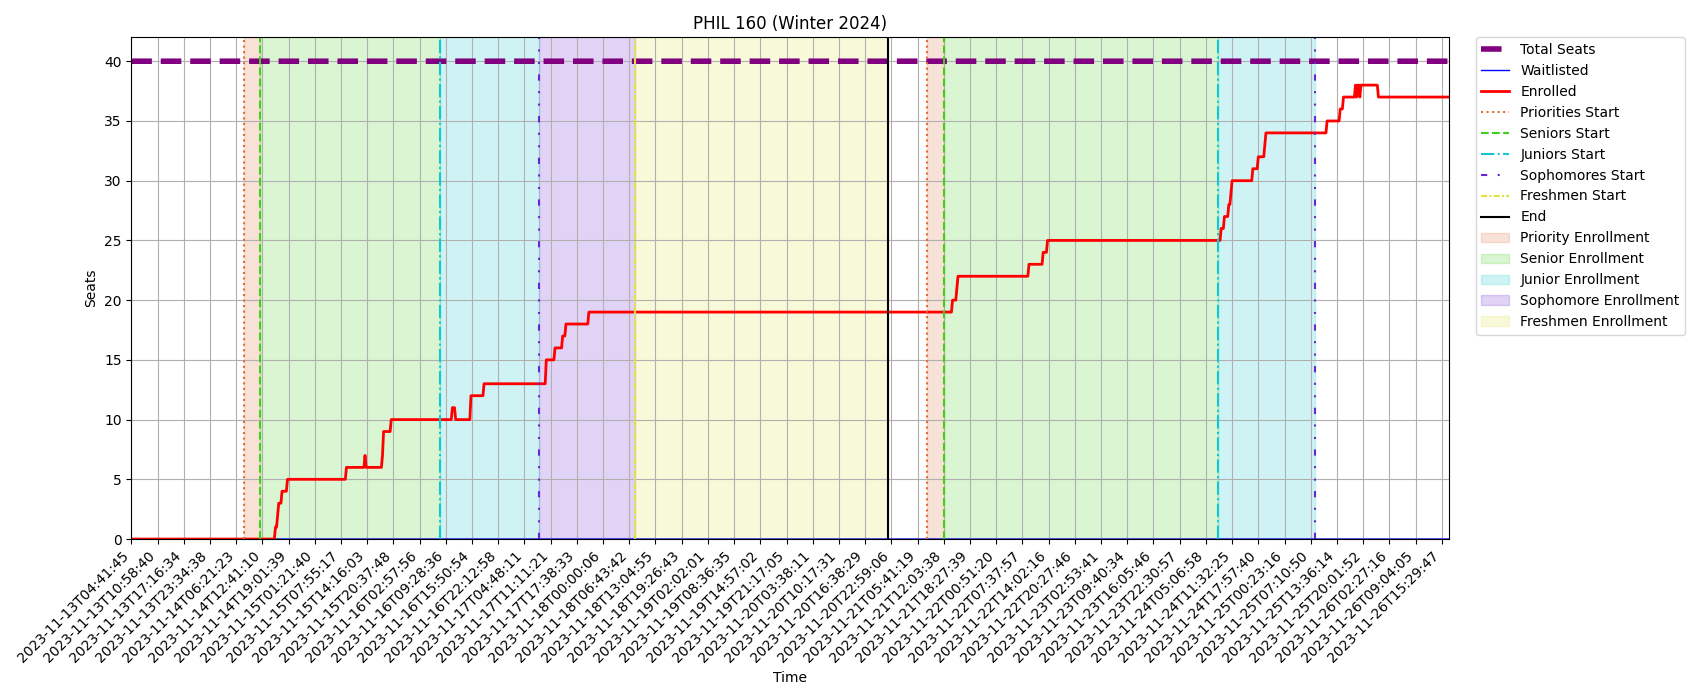 PHIL 160 (Winter 2024)
Seats
40
35
30
25
20
15
10
5
0
2023-11-13T04:41:45
2023-11-13T10:58:40
2023-11-13T17:16:34
2023-11-13T23:34:38
2023-11-14T06:21:23
2023-11-14T12:41:10
2023-11-14T19:01:39
2023-11-15T01:21:40
2023-11-15T07:55:17
2023-11-15T14:16:03
2023-11-15T20:37:48
2023-11-16T02:57:56
2023-11-16T09:28:36
2023-11-16T15:50:54
2023-11-16T22:12:58
2023-11-17T04:48:11
2023-11-17T11:11:21
2023-11-17T17:38:33
2023-11-18T00:00:06
2023-11-18T06:43:42
2023-11-18T13:04:55
2023-11-18T19:26:43
2023-11-19T02:02:01
2023-11-19T08:36:35
2023-11-19T14:57:02
2023-11-19T21:17:05
2023-11-20T03:38:11
2023-11-20T10:17:31
2023-11-20T16:38:29
2023-11-20T22:59:06
2023-11-21T05:41:19
2023-11-21T12:03:38
2023-11-21T18:27:39
2023-11-22T00:51:20
2023-11-22T07:37:57
2023-11-22T14:02:16
2023-11-22T20:27:46
2023-11-23T02:53:41
2023-11-23T09:40:34
2023-11-23T16:05:46
2023-11-23T22:30:57
2023-11-24T05:06:58
2023-11-24T11:32:25
2023-11-24T17:57:40
2023-11-25T00:23:16
2023-11-25T07:10:50
2023-11-25T13:36:14
2023-11-25T20:01:52
2023-11-26T02:27:16
2023-11-26T09:04:05
2023-11-26T15:29:47
Time
Total Seats
Waitlisted
Enrolled
Priorities Start
Seniors Start
Juniors Start
Sophomores Start
Freshmen Start
End
Priority Enrollment
Senior Enrollment
Junior Enrollment
Sophomore Enrollment
Freshmen Enrollment